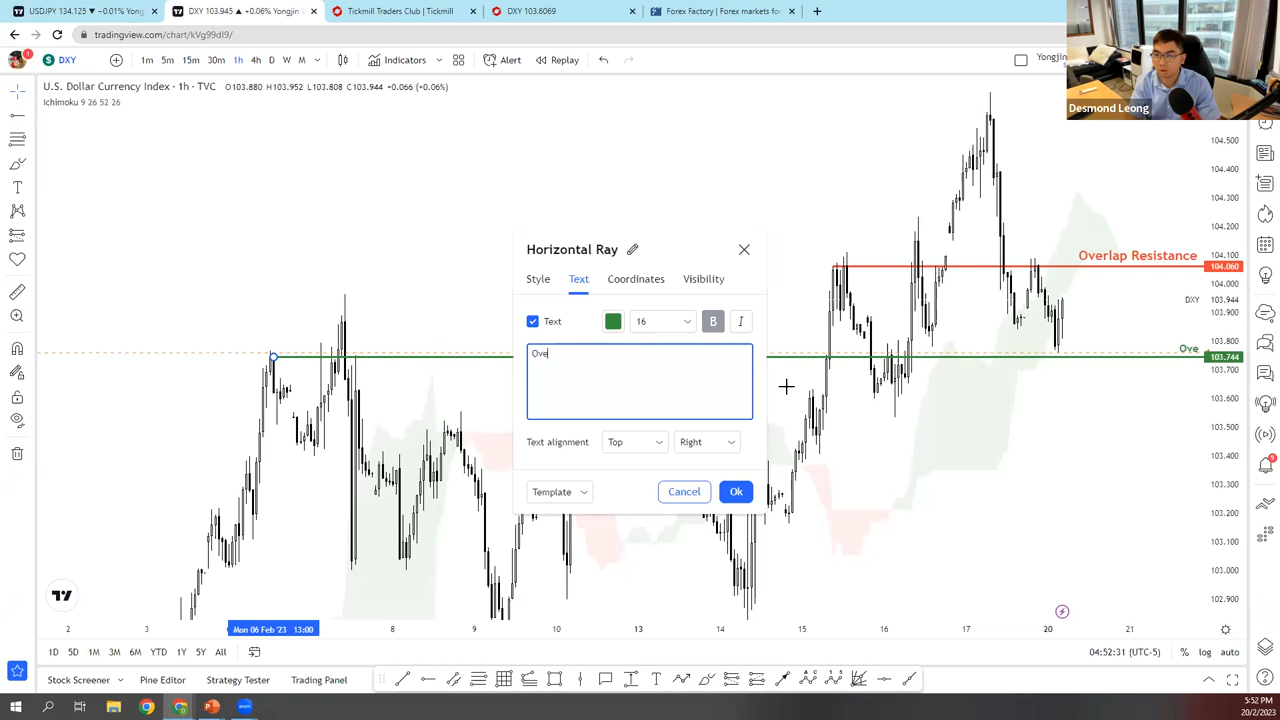 USDJPY 134.125 ▼ −0.01% Yong
DXY 103.945 ▲ +0.06% Yongjin
Tickmill Traders Club | Tickmill
DXY 103.6069
Forex Factory | Forex markets fo
tradingview.com/chart/kVg99dI9/
1
DXY
1m 5m 15m 30m 1h 4h D W M
Indicators
Alert
Replay
Yongjin
Desmond Leong
U.S. Dollar Currency Index · 1h · TVC O103.880 H103.952 L103.808 C103.944 +0.066 (+0.06%)
Ichimoku 9 26 52 26
104.500
104.400
104.300
104.200
104.100
Overlap Resistance
104.060
104.000
DXY 103.944
103.900
103.800
Ove
103.744
103.700
103.600
103.500
103.400
103.300
103.200
103.100
103.000
102.900
Horizontal Ray
Style Text Coordinates Visibility
Text 16 B I
Ove
Text alignment Top Right
Template Cancel Ok
5
2 3 Mon 06 Feb '23 13:00 8 9 10 13 14 15 16 17 20 21
1D 5D 1M 3M 6M YTD 1Y 5Y All
04:52:31 (UTC-5) % log auto
Stock Screener Pine Editor Strategy Tester Trading Panel
5:52 PM
20/2/2023